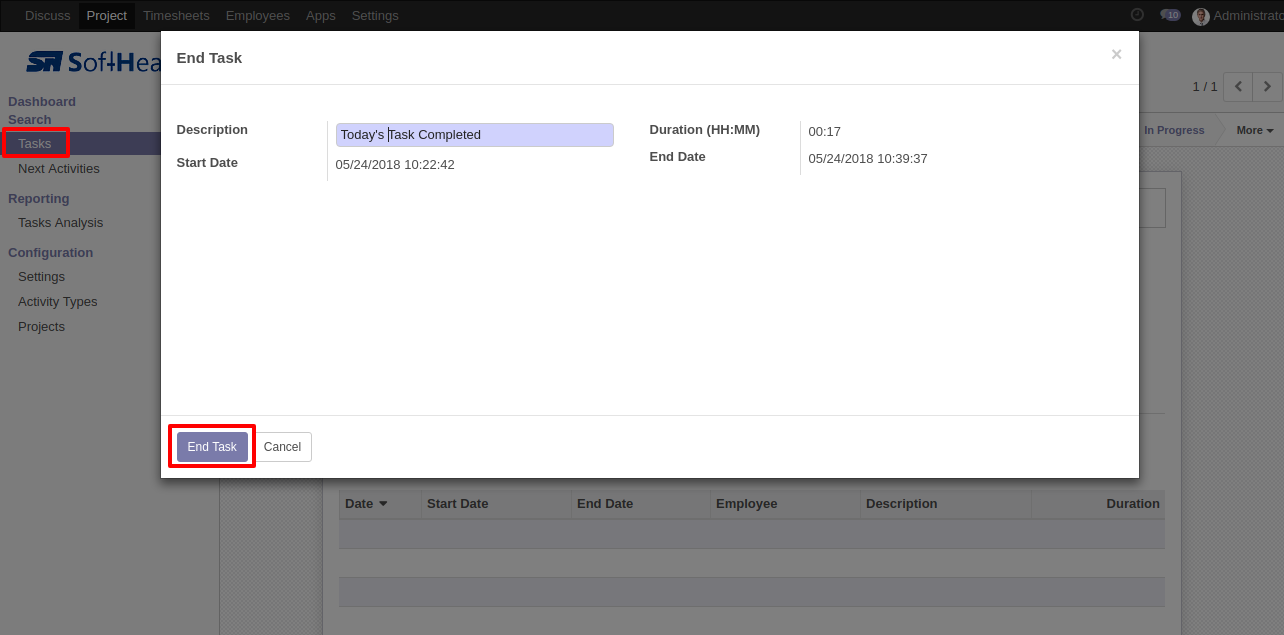 Discuss Project Timesheets Employees Apps Settings 10 Administrato
SH Soft Hea
Dashboard
Search
Tasks
Next Activities
Reporting
Tasks Analysis
Configuration
Settings
Activity Types
Projects
1 / 1
In Progress More
End Task ×
Description Today's Task Completed
Start Date 05/24/2018 10:22:42
Duration (HH:MM) 00:17
End Date 05/24/2018 10:39:37
End Task Cancel
Date Start Date End Date Employee Description Duration